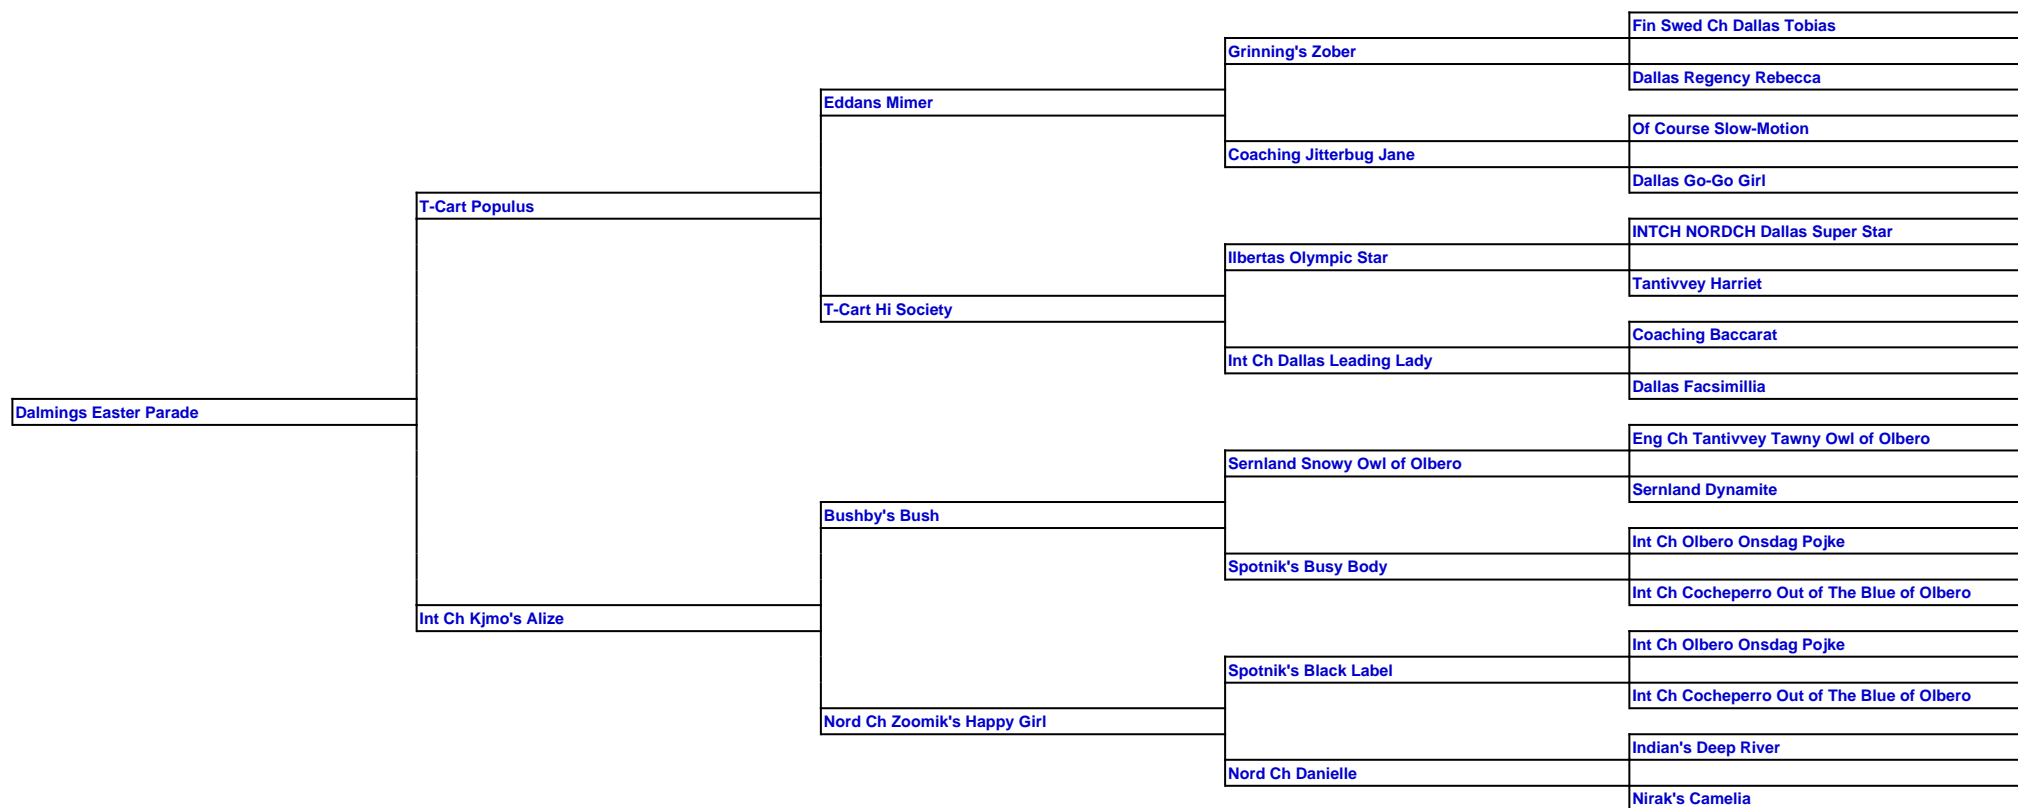 Fin Swed Ch Dallas Tobias
Grinning's Zober
Dallas Regency Rebecca
Eddans Mimer
Of Course Slow-Motion
Coaching Jitterbug Jane
Dallas Go-Go Girl
T-Cart Populus
INTCH NORDCH Dallas Super Star
Ilbertas Olympic Star
Tantivvey Harriet
T-Cart Hi Society
Coaching Baccarat
Int Ch Dallas Leading Lady
Dallas Facsimillia
Dalmings Easter Parade
Eng Ch Tantivvey Tawny Owl of Olbero
Sernland Snowy Owl of Olbero
Sernland Dynamite
Bushby's Bush
Int Ch Olbero Onsdag Pojke
Spotnik's Busy Body
Int Ch Cocheperro Out of The Blue of Olbero
Int Ch Kjmo's Alize
Int Ch Olbero Onsdag Pojke
Spotnik's Black Label
Int Ch Cocheperro Out of The Blue of Olbero
Nord Ch Zoomik's Happy Girl
Indian's Deep River
Nord Ch Danielle
Nirak's Camelia